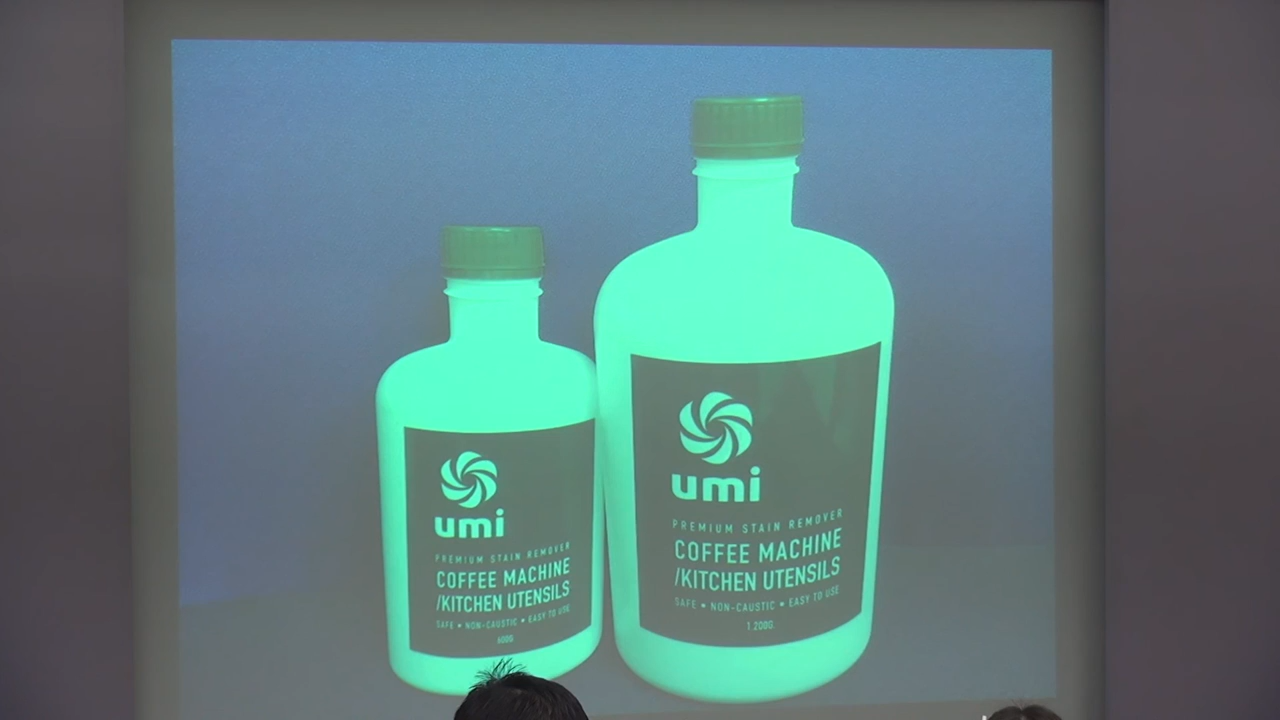 umi
PREMIUM STAIN REMOVER
COFFEE MACHINE
/KITCHEN UTENSILS
SAFE • NON-CAUSTIC • EASY TO USE
600G
umi
PREMIUM STAIN REMOVER
COFFEE MACHINE
/KITCHEN UTENSILS
SAFE • NON-CAUSTIC • EASY TO USE
1.200G